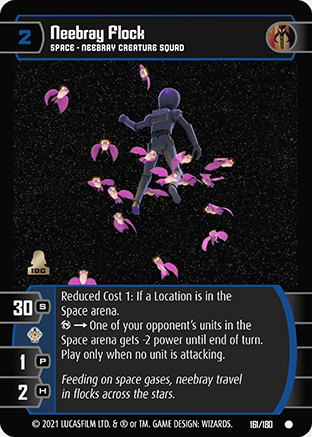 2
Neebray Flock
SPACE - NEEBRAY CREATURE SQUAD
IDC
30 S
Reduced Cost 1: If a Location is in the
Space arena.
→ One of your opponent's units in the
Space arena gets -2 power until end of turn.
Play only when no unit is attacking.
1 P
2 H
Feeding on space gases, neebray travel
in flocks across the stars.
© 2021 LUCASFILM LTD. & ® or TM. GAME DESIGN: WIZARDS.
161/180